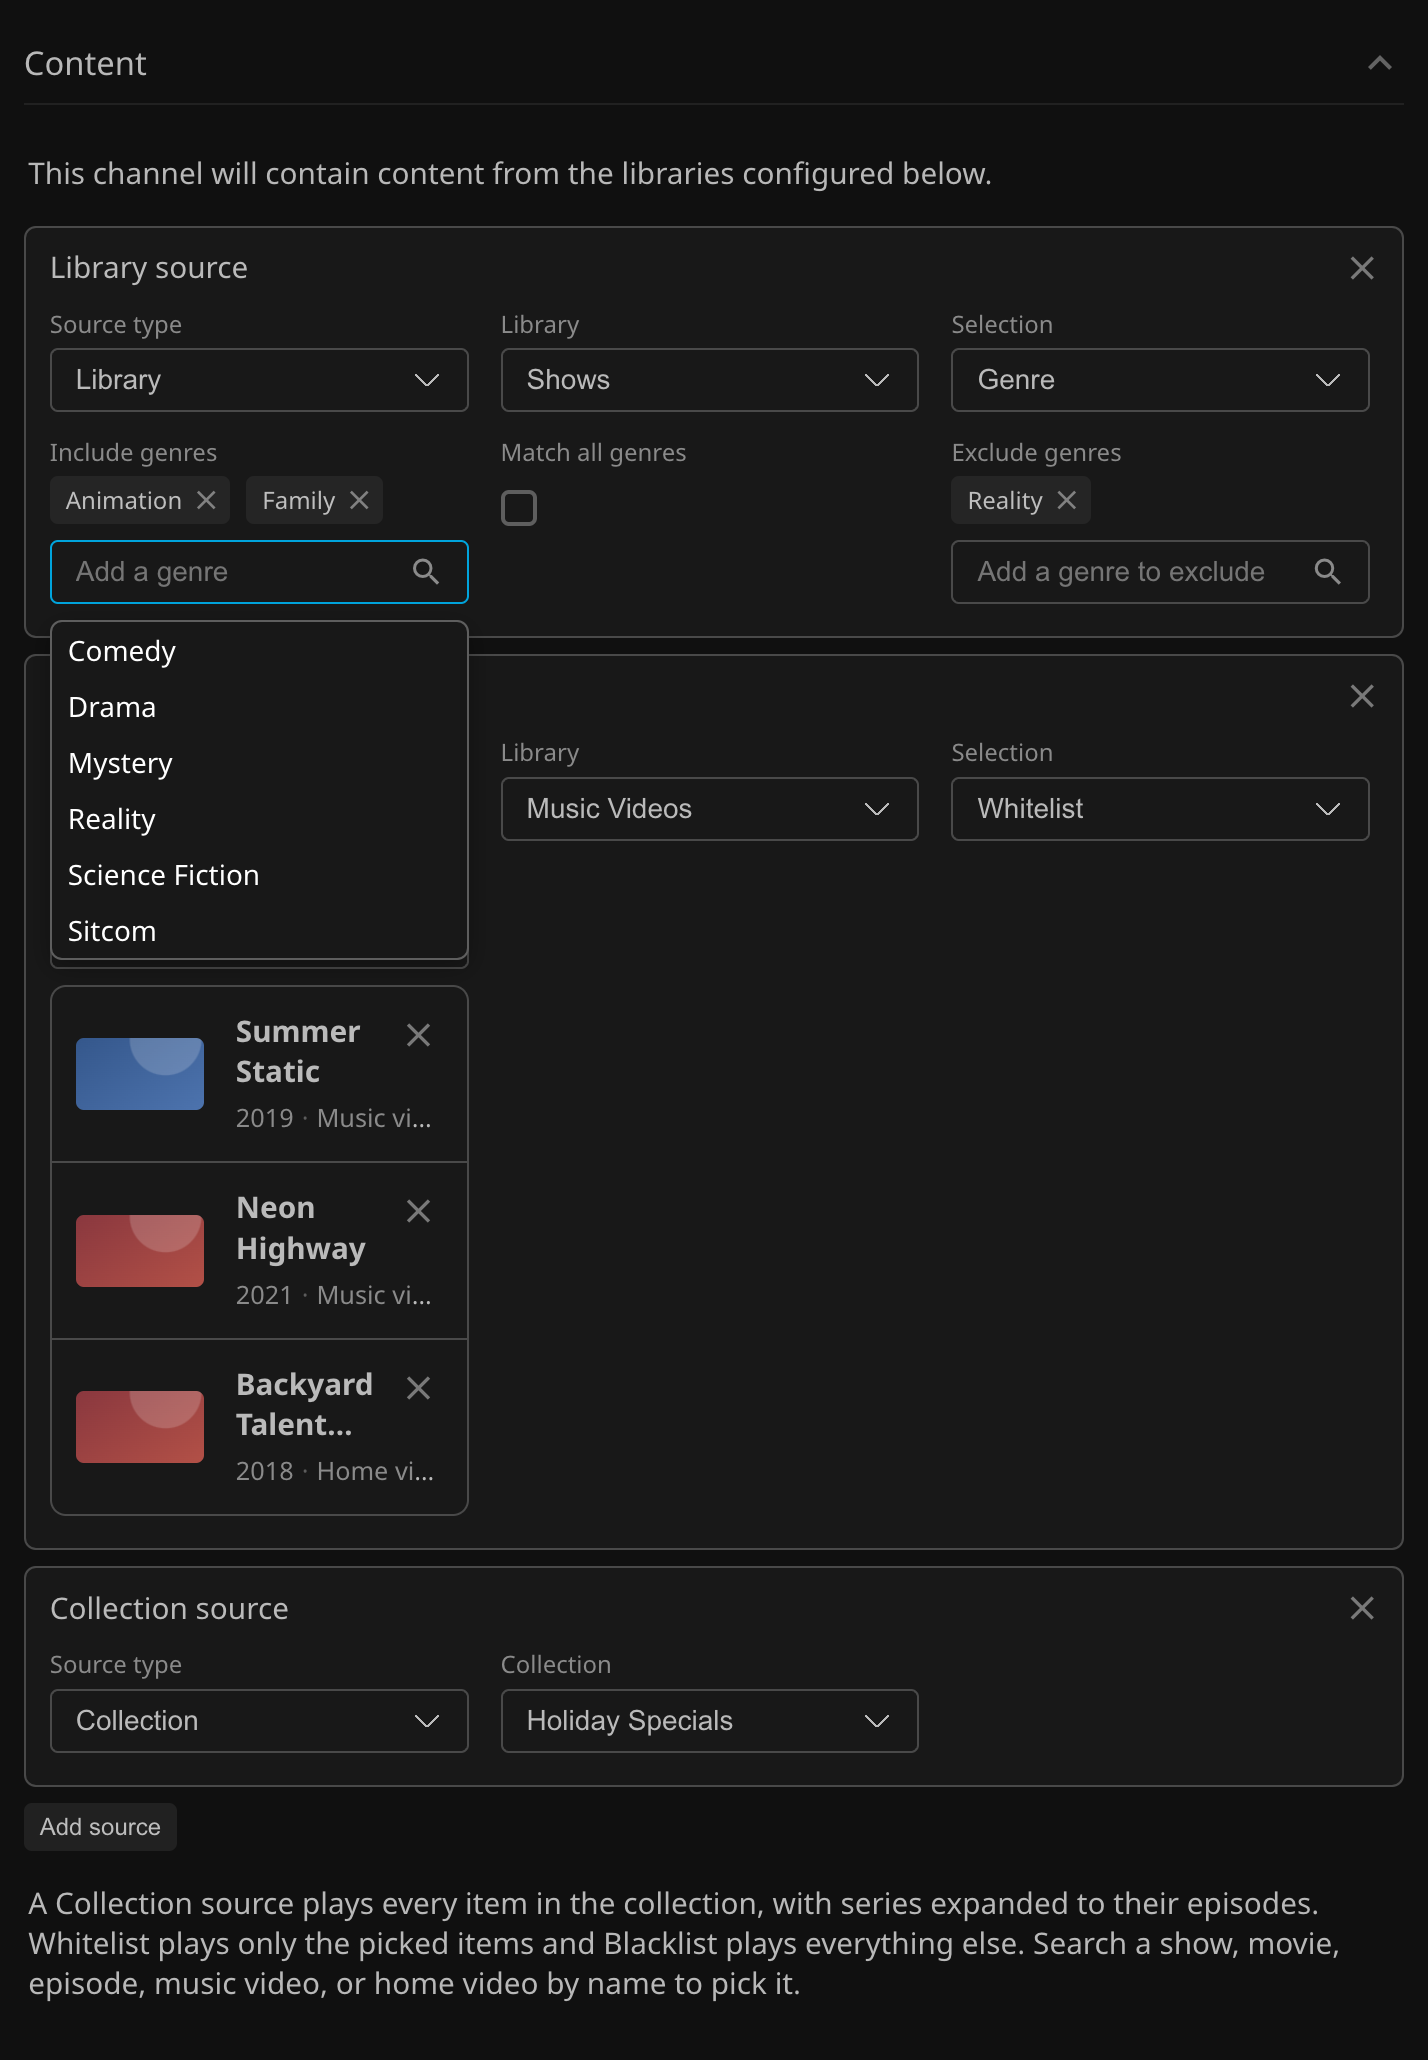 Content
This channel will contain content from the libraries configured below.
Library source
Source type
Library
Selection
Library
Shows
Genre
Include genres
Match all genres
Exclude genres
Animation
Family
Reality
Add a genre
Add a genre to exclude
Comedy
Drama
Mystery
Reality
Science Fiction
Sitcom
Library
Selection
Music Videos
Whitelist
Summer
Static
2019 · Music vi...
Neon
Highway
2021 · Music vi...
Backyard
Talent...
2018 · Home vi...
Collection source
Source type
Collection
Collection
Holiday Specials
Add source
A Collection source plays every item in the collection, with series expanded to their episodes.
Whitelist plays only the picked items and Blacklist plays everything else. Search a show, movie,
episode, music video, or home video by name to pick it.